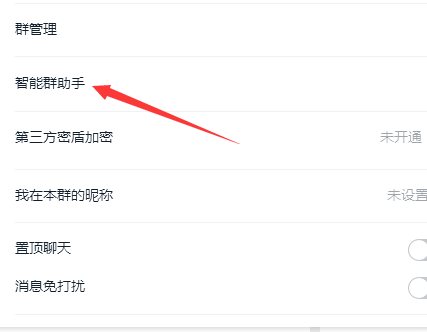 群管理
智能群助手
第三方密盾加密 未开通
我在本群的昵称 未设置
置顶聊天
消息免打扰